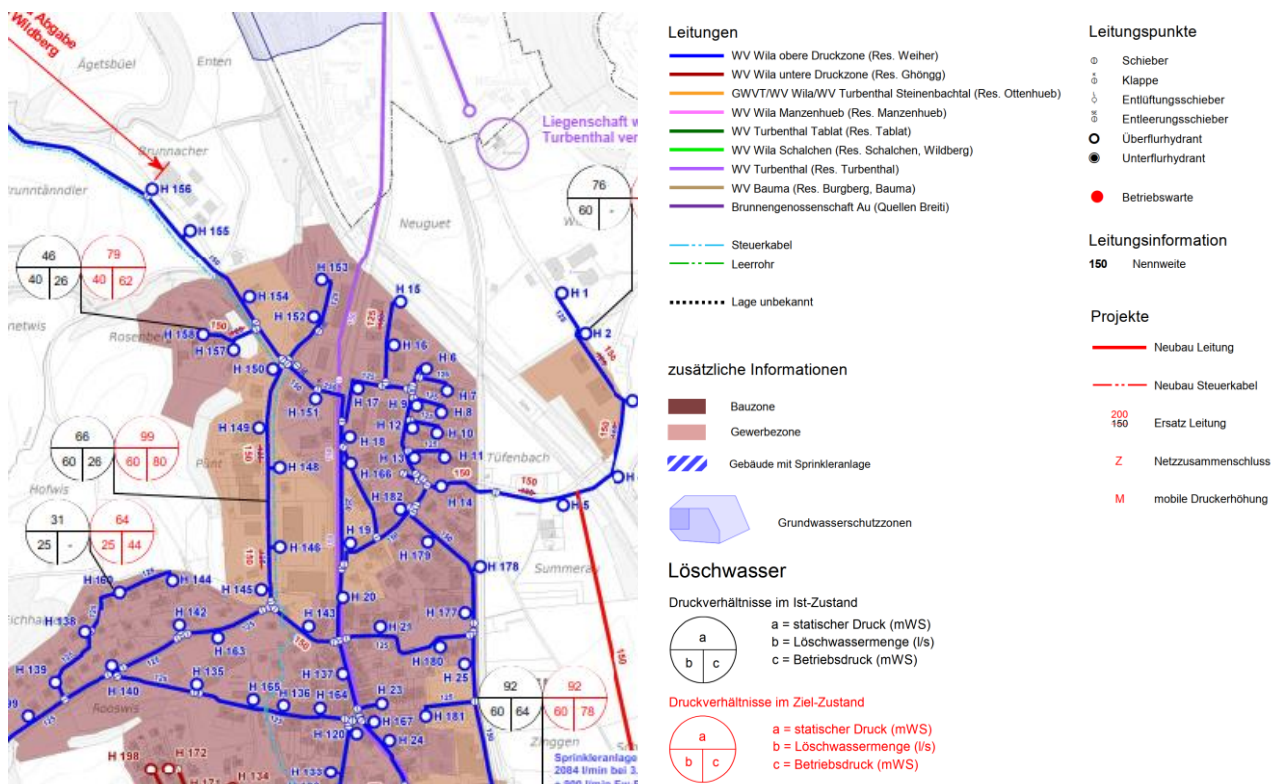 Abgabe
Wildberg
Ägetsbüel
Enten
Liegenschaft w
Turbenthal ver
Brunnacher
H 156
H 155
Neuguet
76
60 -
46
40 26
79
40 62
H 153
H 154
H 15
H 1
H 152
H 2
Rosenberg
H 158
H 157
H 16
H 6
H 150
H 7
H 151
H 17
H 9
H 8
H 149
H 12
H 10
H 18
66
60 26
99
60 80
Hofwis
H 148
H 166
H 13
H 11
Tüfenbach
H 14
H 182
H 5
31
25 -
64
25 44
H 146
H 19
H 179
H 178
Summerau
H 160
H 144
H 145
H 20
H 138
H 142
H 143
H 177
H 21
H 163
H 180
H 139
H 140
H 135
H 137
H 25
Rooswis
H 165
H 136
H 164
H 23
H 181
92
60 64
92
60 78
H 120
H 167
H 24
Zinggen
H 198
H 172
H 171
H 134
H 133
Sprinkleranlage
2084 l/min bei 3.
Leitungen
WV Wila obere Druckzone (Res. Weiher)
WV Wila untere Druckzone (Res. Ghöngg)
GWVT/WV Wila/WV Turbenthal Steinenbachtal (Res. Ottenhueb)
WV Wila Manzenhueb (Res. Manzenhueb)
WV Turbenthal Tablat (Res. Tablat)
WV Wila Schalchen (Res. Schalchen, Wildberg)
WV Turbenthal (Res. Turbenthal)
WV Bauma (Res. Burgberg, Bauma)
Brunnengenossenschaft Au (Quellen Breiti)
Steuerkabel
Leerrohr
Lage unbekannt
zusätzliche Informationen
Bauzone
Gewerbezone
Gebäude mit Sprinkleranlage
Grundwasserschutzzonen
Löschwasser
Druckverhältnisse im Ist-Zustand
a
b c
a = statischer Druck (mWS)
b = Löschwassermenge (l/s)
c = Betriebsdruck (mWS)
Druckverhältnisse im Ziel-Zustand
a
b c
a = statischer Druck (mWS)
b = Löschwassermenge (l/s)
c = Betriebsdruck (mWS)
Leitungspunkte
Schieber
Klappe
Entlüftungsschieber
Entleerungsschieber
Überflurhydrant
Unterflurhydrant
Betriebswarte
Leitungsinformation
150 Nennweite
Projekte
Neubau Leitung
Neubau Steuerkabel
200
150 Ersatz Leitung
Z Netzzusammenschluss
M mobile Druckerhöhung